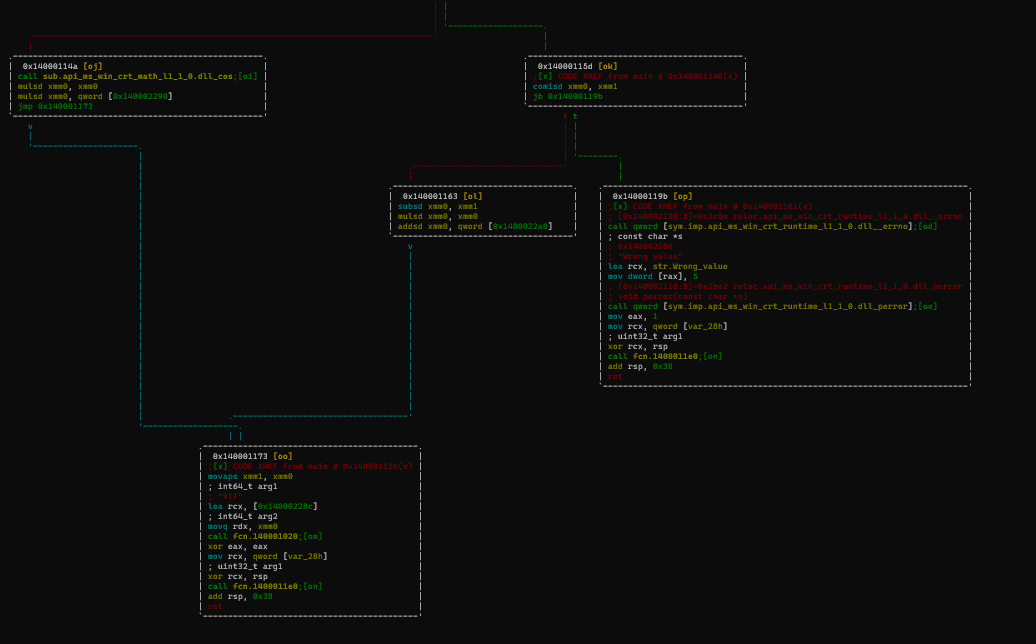 0x14000114a [oj]
call sub.api_ms_win_crt_math_l1_1_0.dll_cos;[oi]
mulsd xmm0, xmm0
mulsd xmm0, qword [0x140002290]
jmp 0x140001173
v
0x14000115d [ok]
;[x] CODE XREF from main @ 0x140001148(x)
comisd xmm0, xmm1
jb 0x14000119b
f t
0x140001163 [ol]
subsd xmm0, xmm1
mulsd xmm0, xmm0
addsd xmm0, qword [0x1400022a0]
v
0x14000119b [op]
;[x] CODE XREF from main @ 0x140001161(x)
; [0x140002130:8]=0x2c0a reloc.api_ms_win_crt_runtime_l1_1_0.dll__errno
call qword [sym.imp.api_ms_win_crt_runtime_l1_1_0.dll__errno];[od]
; const char *s
; 0x140002280
; "Wrong value"
lea rcx, str.Wrong_value
mov dword [rax], 5
; [0x140002110:8]=0x2be2 reloc.api_ms_win_crt_runtime_l1_1_0.dll_perror
; void perror(const char *s)
call qword [sym.imp.api_ms_win_crt_runtime_l1_1_0.dll_perror];[oe]
mov eax, 1
mov rcx, qword [var_28h]
; uint32_t arg1
xor rcx, rsp
call fcn.1400011e0;[on]
add rsp, 0x38
ret
0x140001173 [oo]
;[x] CODE XREF from main @ 0x14000115b(x)
movaps xmm1, xmm0
; int64_t arg1
; "%lf"
lea rcx, [0x14000228c]
; int64_t arg2
movq rdx, xmm0
call fcn.140001020;[om]
xor eax, eax
mov rcx, qword [var_28h]
; uint32_t arg1
xor rcx, rsp
call fcn.1400011e0;[on]
add rsp, 0x38
ret